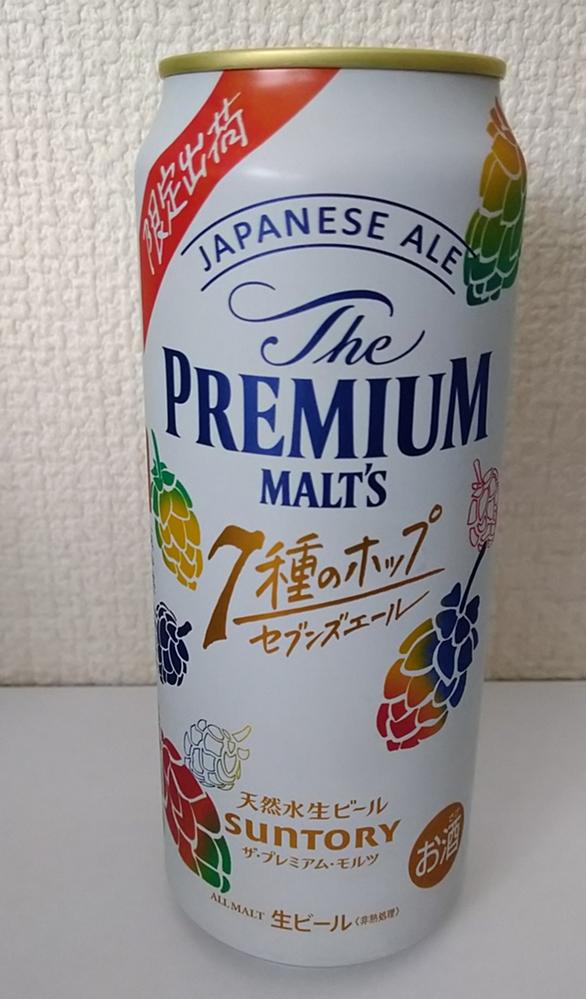 限定出荷
JAPANESE ALE
The
PREMIUM
MALT'S
7種のホップ
セブンズエール
天然水生ビール
SUNTORY
ザ・プレミアム・モルツ
お酒
ALL MALT 生ビール〈非熱処理〉